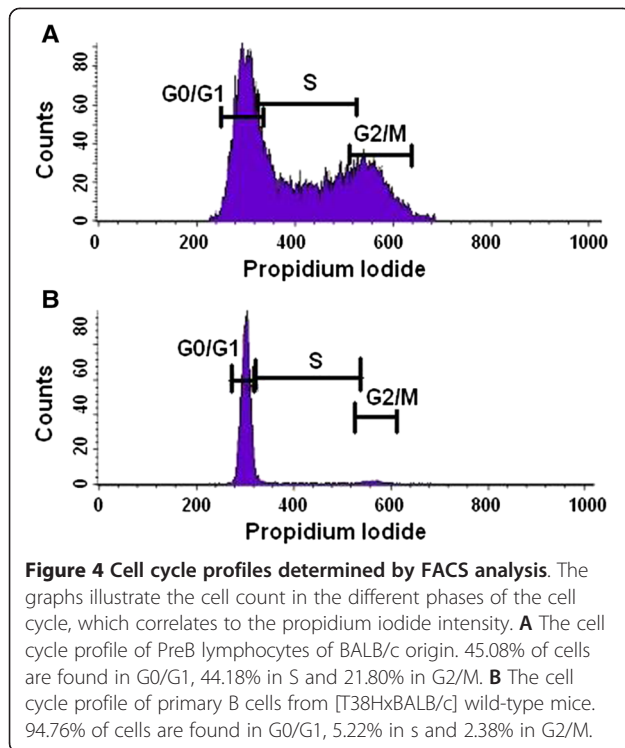 A
80
60
40
20
0
Counts
G0/G1
S
G2/M
0 200 400 600 800 1000
Propidium Iodide
B
80
60
40
20
0
Counts
G0/G1
S
G2/M
0 200 400 600 800 1000
Propidium Iodide
Figure 4 Cell cycle profiles determined by FACS analysis. The
graphs illustrate the cell count in the different phases of the cell
cycle, which correlates to the propidium iodide intensity. A The cell
cycle profile of PreB lymphocytes of BALB/c origin. 45.08% of cells
are found in G0/G1, 44.18% in S and 21.80% in G2/M. B The cell
cycle profile of primary B cells from [T38HxBALB/c] wild-type mice.
94.76% of cells are found in G0/G1, 5.22% in s and 2.38% in G2/M.